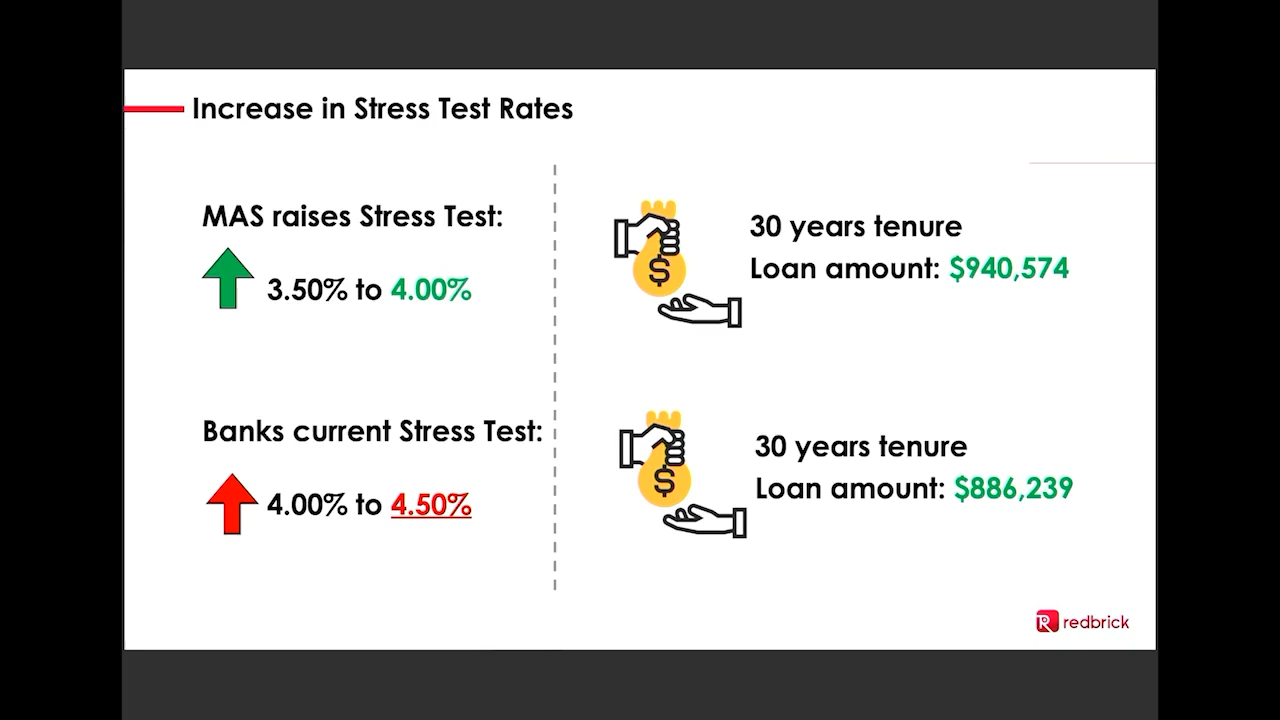 Increase in Stress Test Rates
MAS raises Stress Test:
3.50% to 4.00%
30 years tenure
Loan amount: $940,574
Banks current Stress Test:
4.00% to 4.50%
30 years tenure
Loan amount: $886,239
redbrick